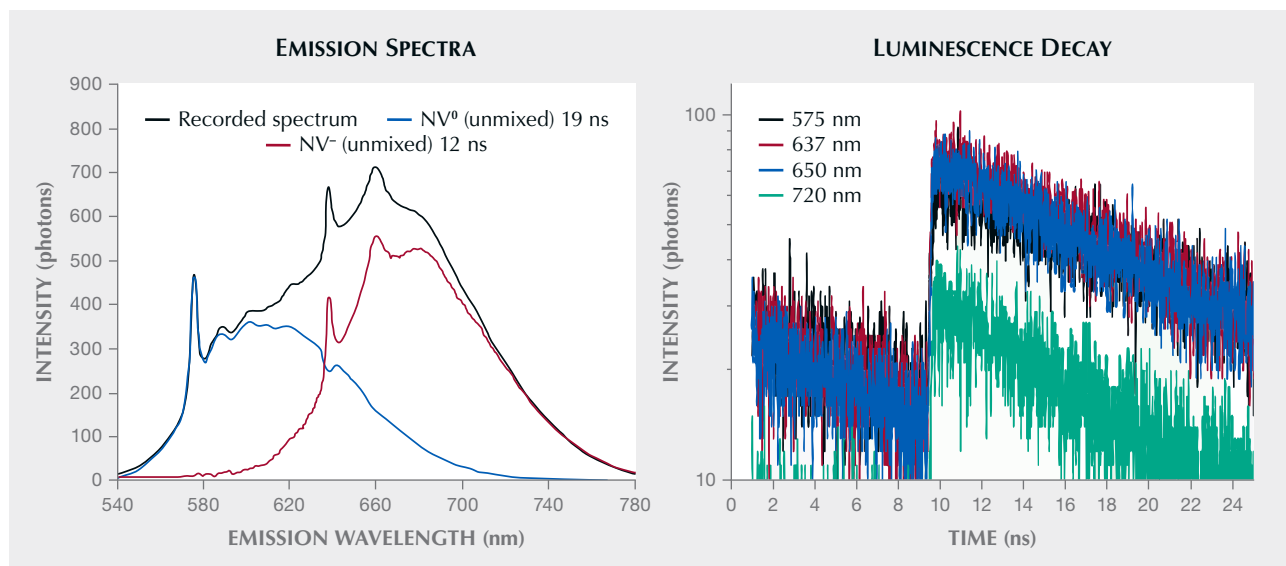 EMISSION SPECTRA
INTENSITY (photons)
900
800
700
600
500
400
300
200
100
0
Recorded spectrum
NV⁰ (unmixed) 19 ns
NV⁻ (unmixed) 12 ns
540 580 620 660 700 740 780
EMISSION WAVELENGTH (nm)
LUMINESCENCE DECAY
INTENSITY (photons)
100
10
575 nm
637 nm
650 nm
720 nm
0 2 4 6 8 10 12 14 16 18 20 22 24
TIME (ns)